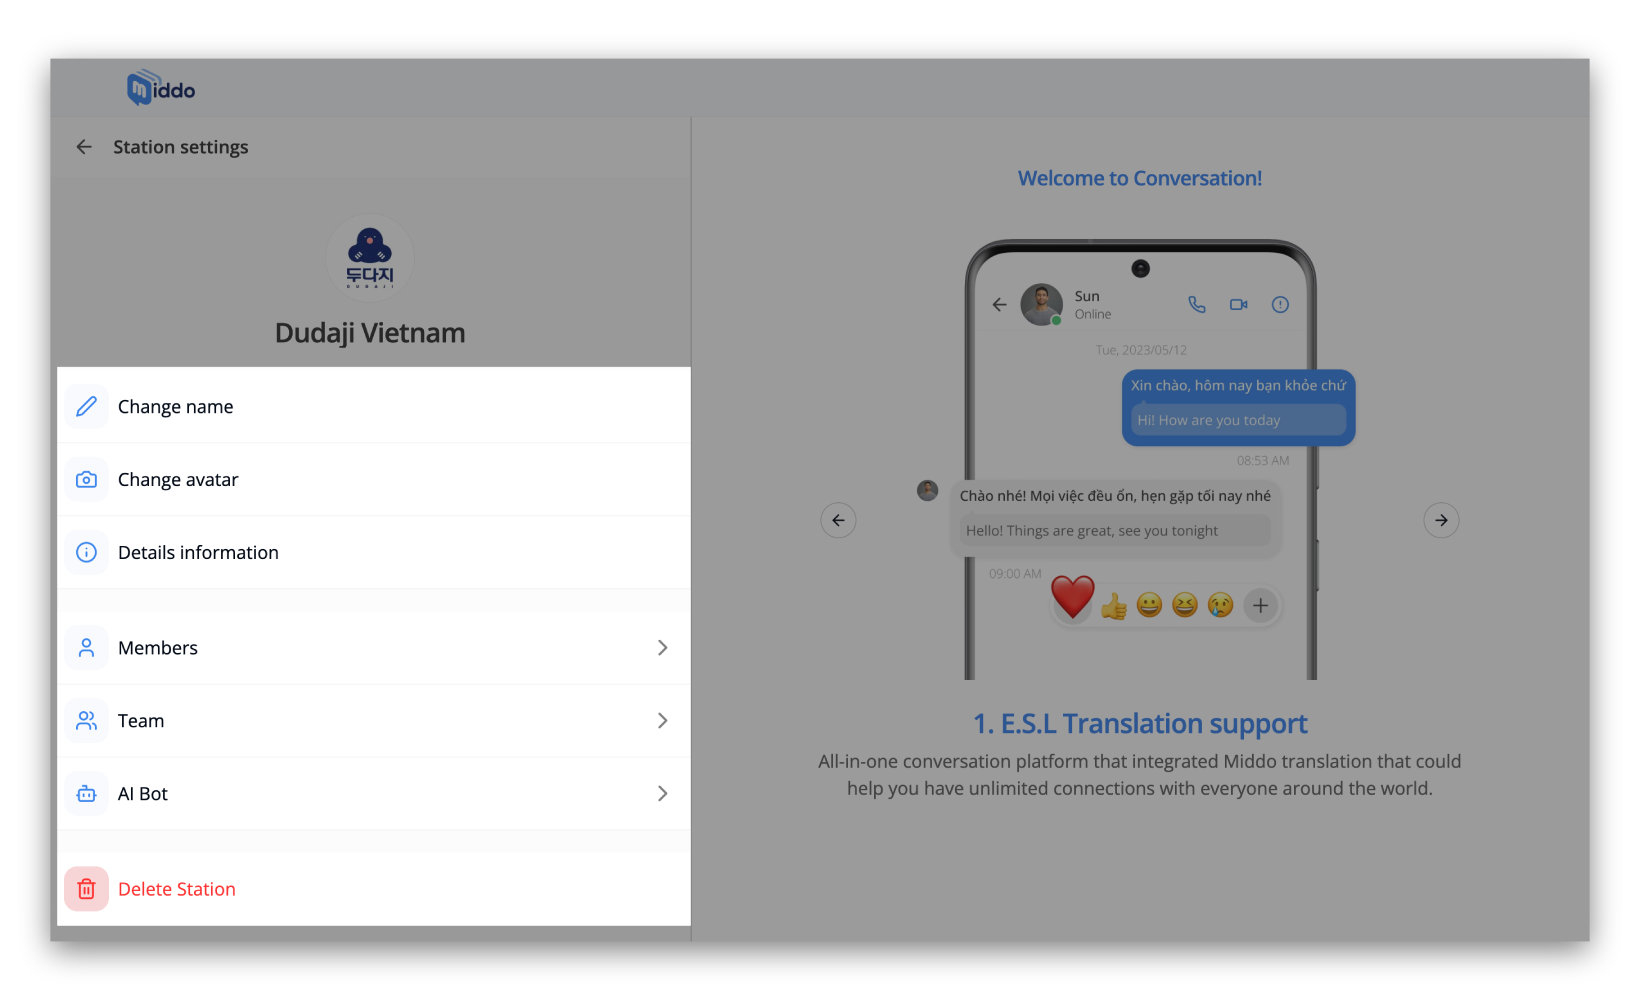 middo
Station settings
두다지
DUDAJI
Dudaji Vietnam
Change name
Change avatar
Details information
Members
Team
AI Bot
Delete Station
Welcome to Conversation!
Sun
Online
Tue, 2023/05/12
Xin chào, hôm nay bạn khỏe chứ
Hi! How are you today
08:53 AM
Chào nhé! Mọi việc đều ổn, hẹn gặp tối nay nhé
Hello! Things are great, see you tonight
09:00 AM
1. E.S.L Translation support
All-in-one conversation platform that integrated Middo translation that could
help you have unlimited connections with everyone around the world.